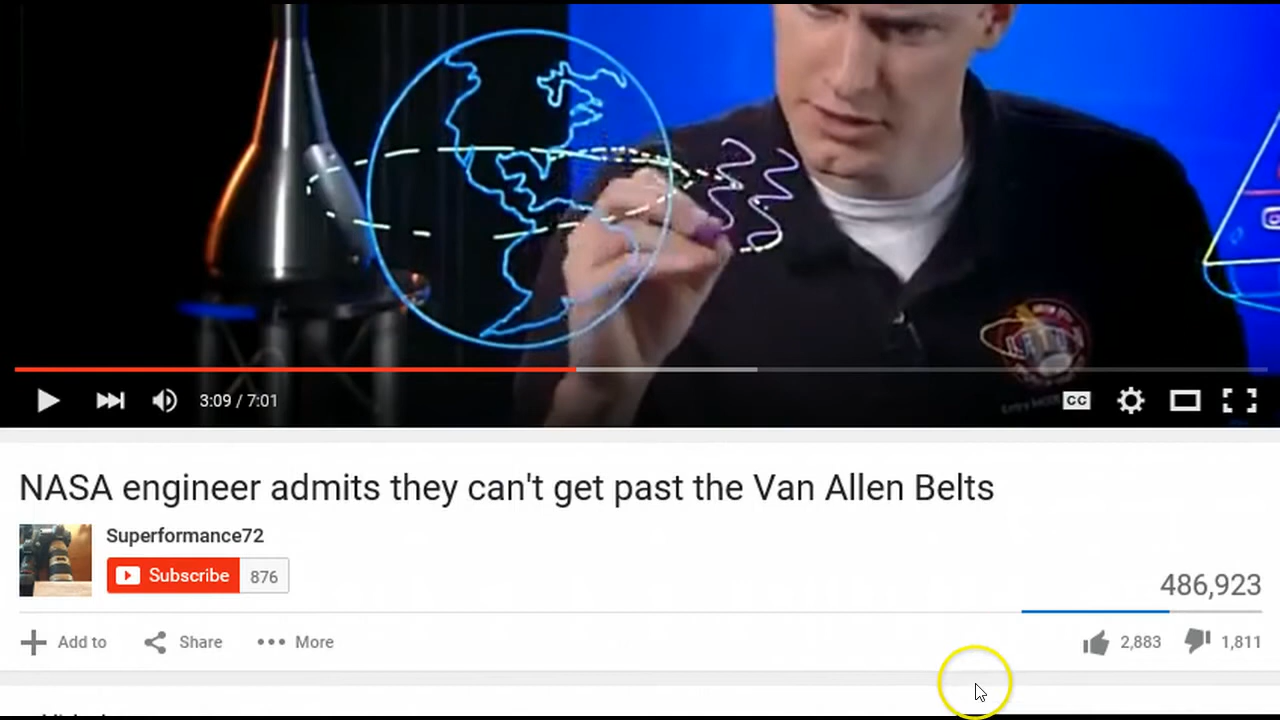 3:09 / 7:01
CC
NASA engineer admits they can't get past the Van Allen Belts
Superformance72
Subscribe 876
486,923
Add to Share More 2,883 1,811